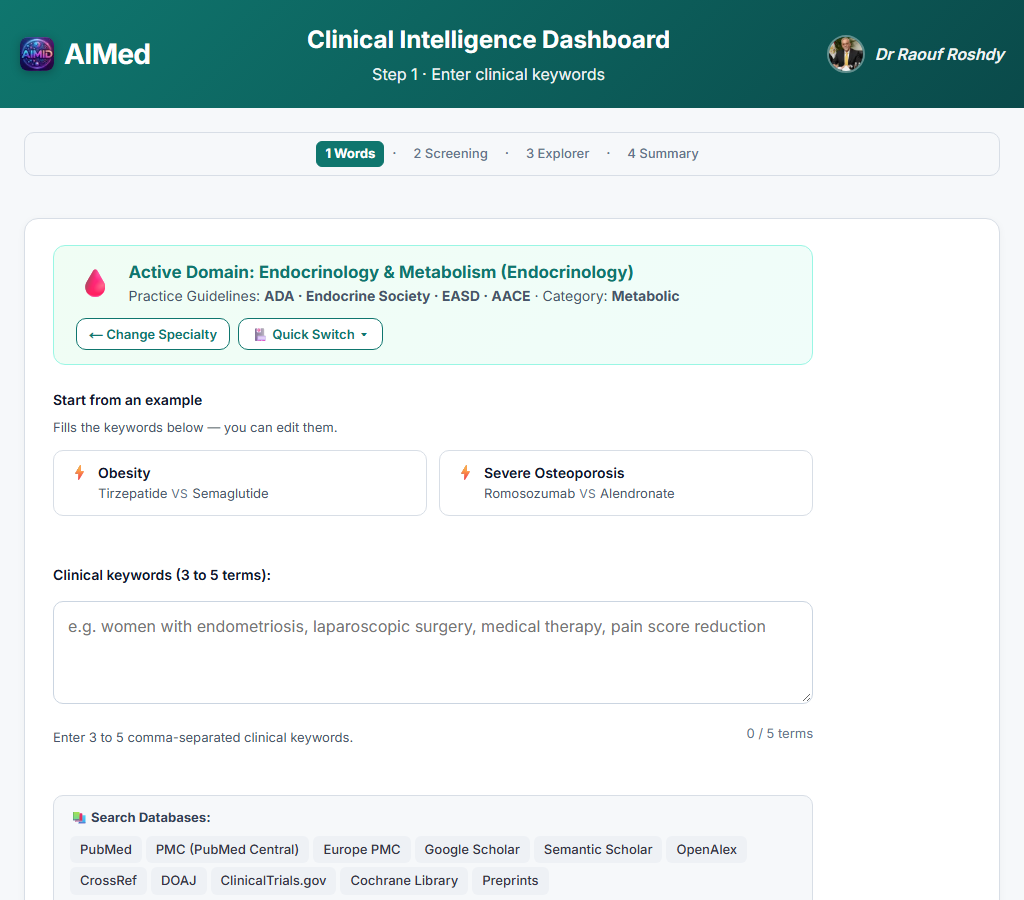 AIMID
AIMed
Clinical Intelligence Dashboard
Step 1 · Enter clinical keywords
Dr Raouf Roshdy
1 Words · 2 Screening · 3 Explorer · 4 Summary
Active Domain: Endocrinology & Metabolism (Endocrinology)
Practice Guidelines: ADA · Endocrine Society · EASD · AACE · Category: Metabolic
← Change Specialty
Quick Switch
Start from an example
Fills the keywords below — you can edit them.
Obesity
Tirzepatide VS Semaglutide
Severe Osteoporosis
Romosozumab VS Alendronate
Clinical keywords (3 to 5 terms):
e.g. women with endometriosis, laparoscopic surgery, medical therapy, pain score reduction
Enter 3 to 5 comma-separated clinical keywords.
0 / 5 terms
Search Databases:
PubMed PMC (PubMed Central) Europe PMC Google Scholar Semantic Scholar OpenAlex
CrossRef DOAJ ClinicalTrials.gov Cochrane Library Preprints